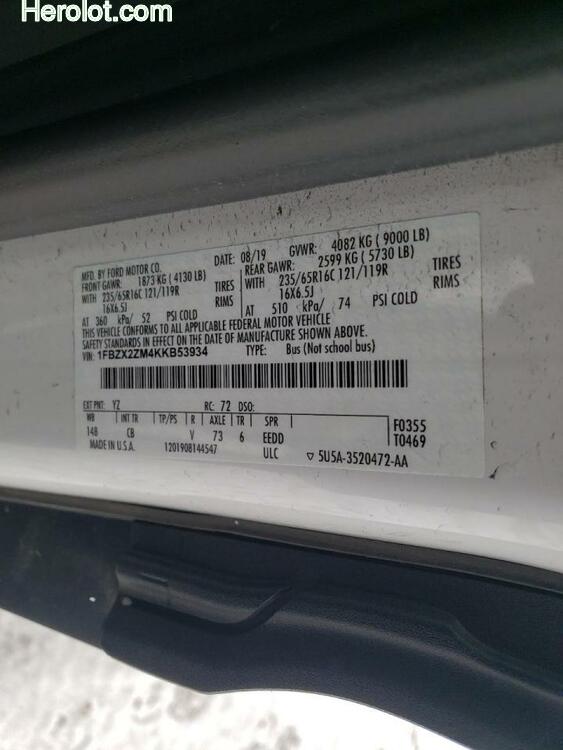 Herolot.com
MFD. BY FORD MOTOR CO. DATE: 08/19 GVWR: 4082 KG ( 9000 LB)
FRONT GAWR: 1873 KG ( 4130 LB) REAR GAWR: 2599 KG ( 5730 LB)
WITH 235/65R16C 121/119R TIRES WITH 235/65R16C 121/119R TIRES
16X6.5J RIMS 16X6.5J RIMS
AT 360 kPa/ 52 PSI COLD AT 510 kPa/ 74 PSI COLD
THIS VEHICLE CONFORMS TO ALL APPLICABLE FEDERAL MOTOR VEHICLE
SAFETY STANDARDS IN EFFECT ON THE DATE OF MANUFACTURE SHOWN ABOVE.
VIN: 1FBZX2ZM4KKB53934 TYPE: Bus (Not school bus)
EXT PNT: YZ RC: 72 DSO:
WB INT TR TP/PS R AXLE TR SPR F0355
148 CB V 73 6 EEDD T0469
MADE IN U.S.A. 1201908144547 ULC ▽ 5U5A-3520472-AA